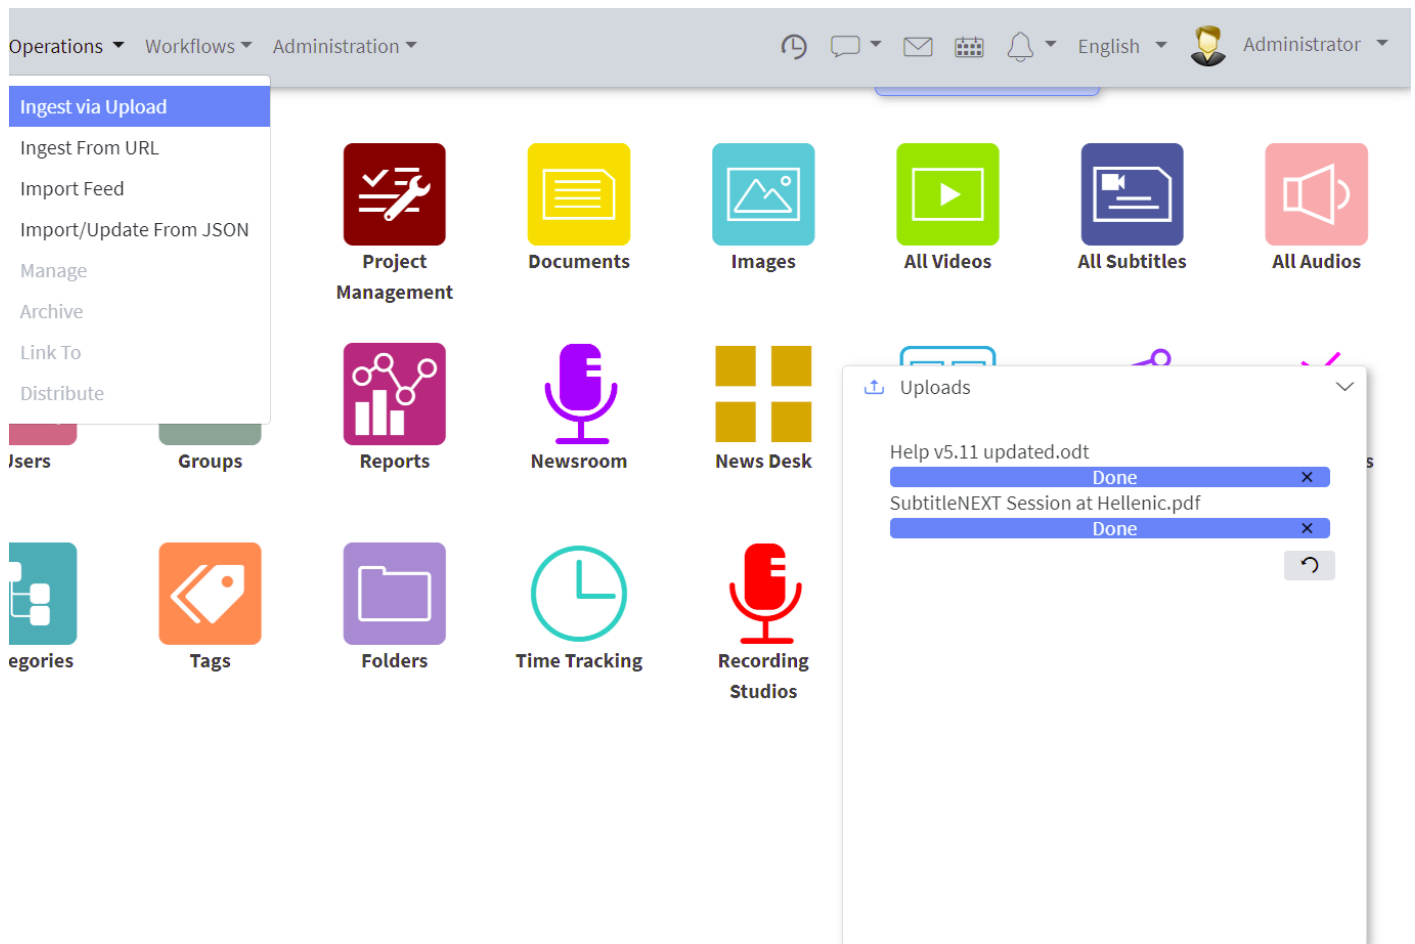 Operations Workflows Administration English Administrator
Ingest via Upload
Ingest From URL
Import Feed
Import/Update From JSON
Manage
Archive
Link To
Distribute
Project
Management
Documents
Images
All Videos
All Subtitles
All Audios
Groups
Reports
Newsroom
News Desk
Tags
Folders
Time Tracking
Recording
Studios
Uploads
Help v5.11 updated.odt
Done
SubtitleNEXT Session at Hellenic.pdf
Done